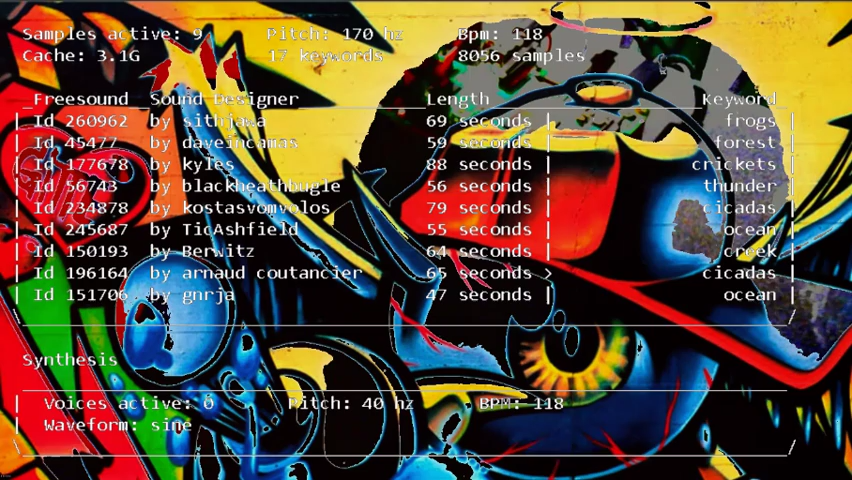 Samples active: 9 Pitch: 170 hz Bpm: 118
Cache: 3.1G 17 keywords 8056 samples
Freesound Sound Designer Length Keyword
Id 260962 by sithjawa 69 seconds | frogs
Id 45477 by daveincamas 59 seconds | forest
Id 177678 by kyles 88 seconds | crickets
Id 56743 by blackheathbugle 56 seconds | thunder
Id 234878 by kostasvomvolos 79 seconds | cicadas
Id 245687 by TicAshfield 55 seconds | ocean
Id 150193 by Berwitz 64 seconds | creek
Id 196164 by arnaud coutancier 65 seconds > cicadas
Id 151706 by gnrja 47 seconds | ocean
Synthesis
Voices active: 0 Pitch: 40 hz BPM: 118
Waveform: sine